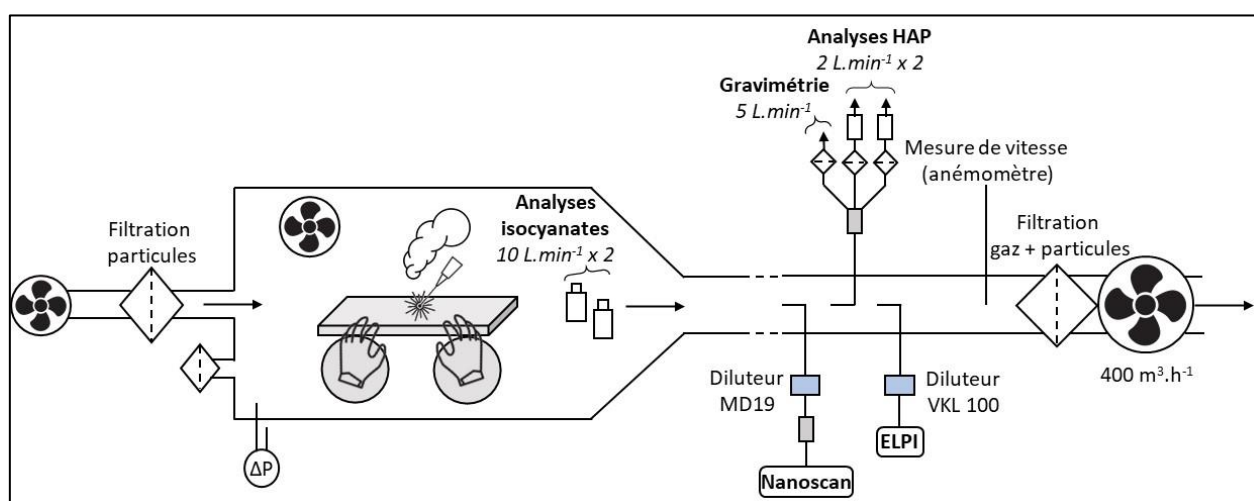 Analyses HAP
2 L.min-1 x 2
Gravimétrie
5 L.min-1
Mesure de vitesse
(anémomètre)
Filtration
particules
Analyses
isocyanates
10 L.min-1 x 2
Filtration
gaz + particules
400 m3.h-1
Diluteur
MD19
Diluteur
VKL 100
ELPI
ΔP
Nanoscan